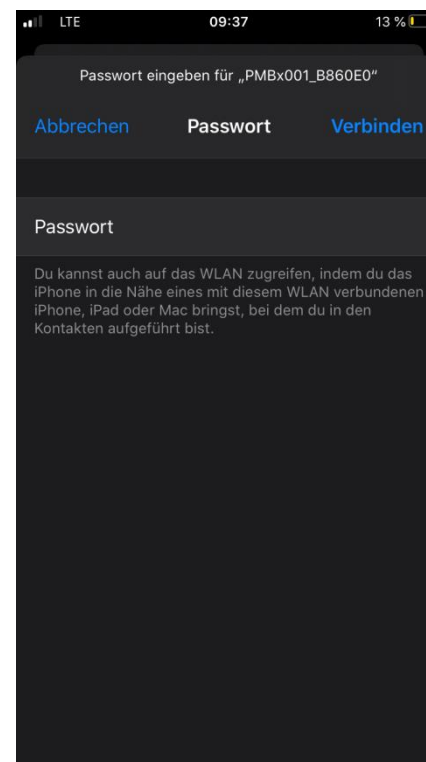 LTE 09:37 13 %
Passwort eingeben für „PMBx001_B860E0“
Abbrechen Passwort Verbinden
Passwort
Du kannst auch auf das WLAN zugreifen, indem du das
iPhone in die Nähe eines mit diesem WLAN verbundenen
iPhone, iPad oder Mac bringst, bei dem du in den
Kontakten aufgeführt bist.